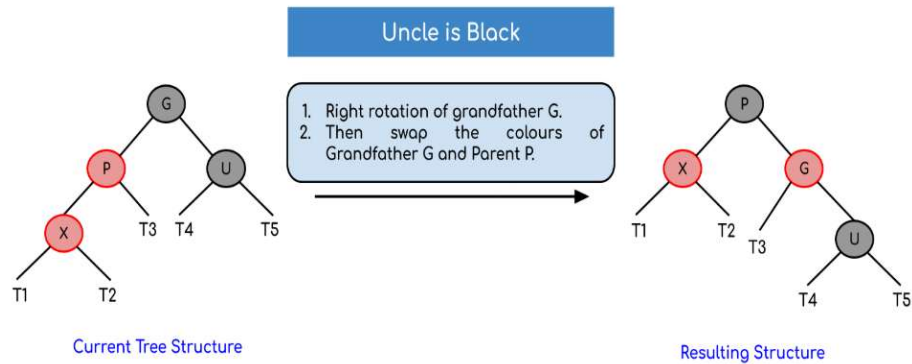 Uncle is Black
1. Right rotation of grandfather G.
2. Then swap the colours of
Grandfather G and Parent P.
G
P
U
X
T3
T4
T5
T1
T2
Current Tree Structure
P
X
G
T1
T2
T3
U
T4
T5
Resulting Structure